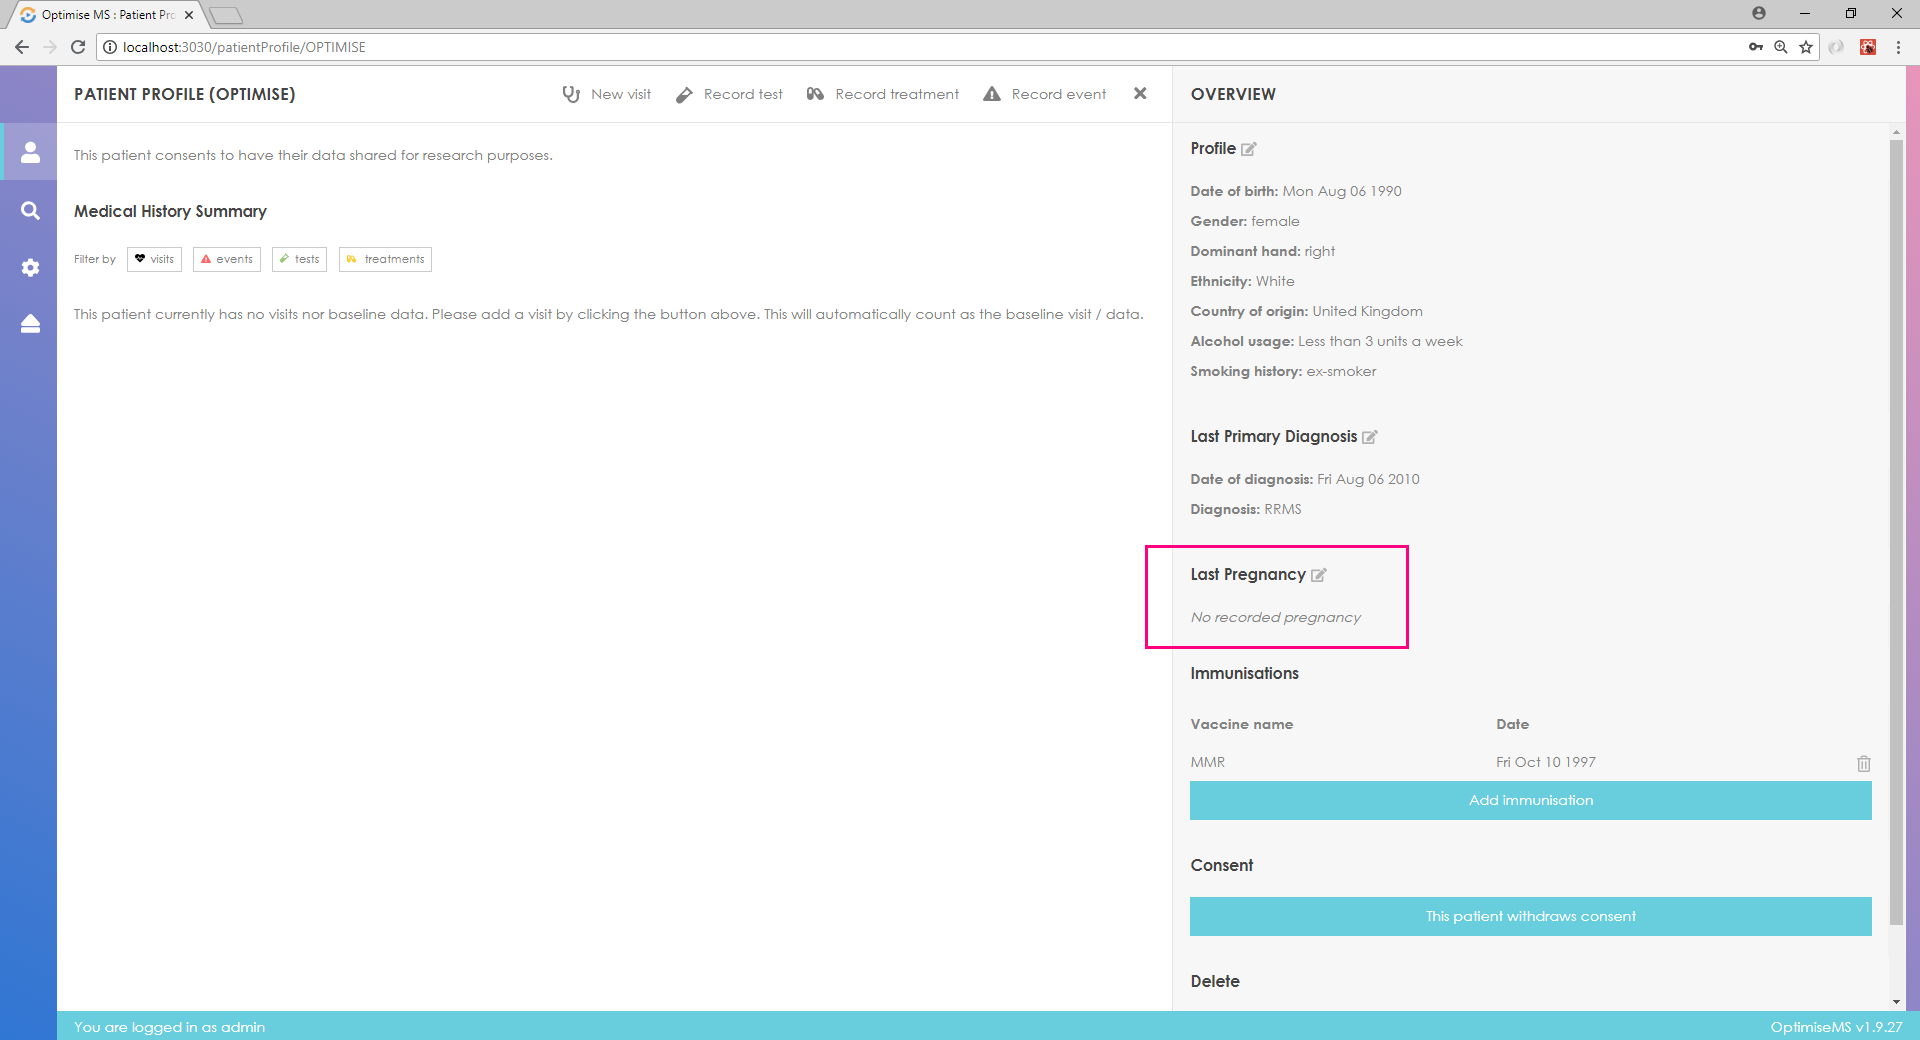 Optimise MS : Patient Pro
localhost:3030/patientProfile/OPTIMISE
PATIENT PROFILE (OPTIMISE)
New visit
Record test
Record treatment
Record event
This patient consents to have their data shared for research purposes.
Medical History Summary
Filter by
visits
events
tests
treatments
This patient currently has no visits nor baseline data. Please add a visit by clicking the button above. This will automatically count as the baseline visit / data.
OVERVIEW
Profile
Date of birth: Mon Aug 06 1990
Gender: female
Dominant hand: right
Ethnicity: White
Country of origin: United Kingdom
Alcohol usage: Less than 3 units a week
Smoking history: ex-smoker
Last Primary Diagnosis
Date of diagnosis: Fri Aug 06 2010
Diagnosis: RRMS
Last Pregnancy
No recorded pregnancy
Immunisations
Vaccine name Date
MMR Fri Oct 10 1997
Add immunisation
Consent
This patient withdraws consent
Delete
You are logged in as admin
OptimiseMS v1.9.27